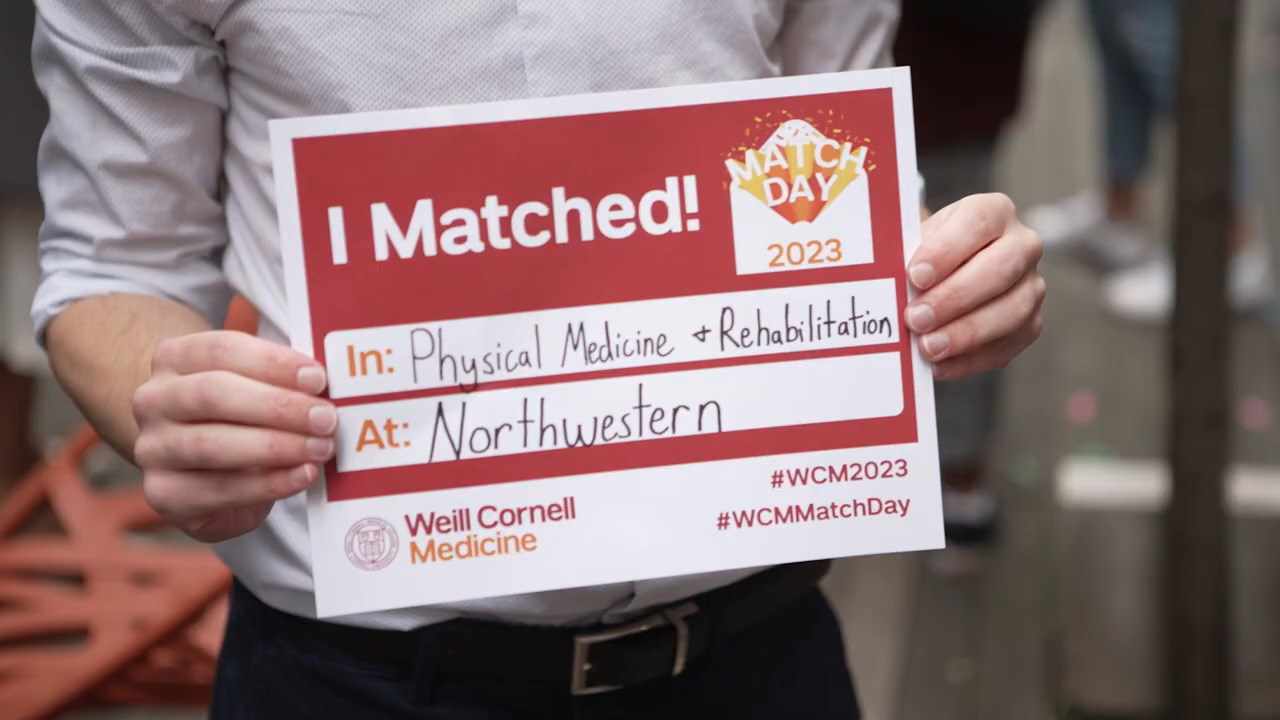 I Matched!
MATCH
DAY
2023
In: Physical Medicine + Rehabilitation
At: Northwestern
#WCM2023
#WCMMatchDay
Weill Cornell
Medicine